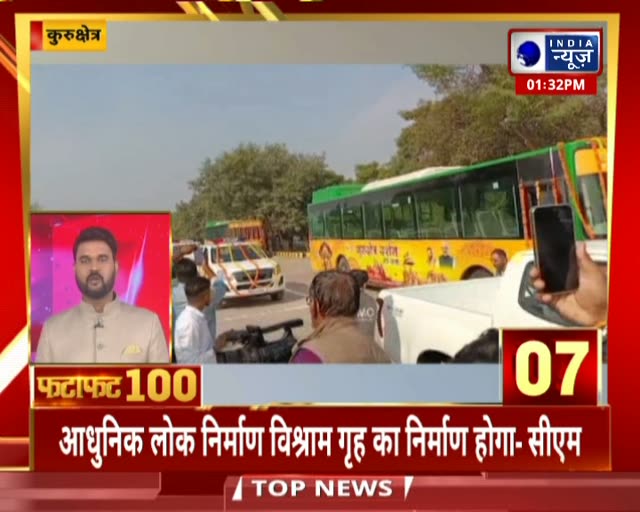 कुरुक्षेत्र
INDIA
न्यूज़
01:32PM
07
फटाफट 100
आधुनिक लोक निर्माण विश्राम गृह का निर्माण होगा- सीएम
TOP NEWS